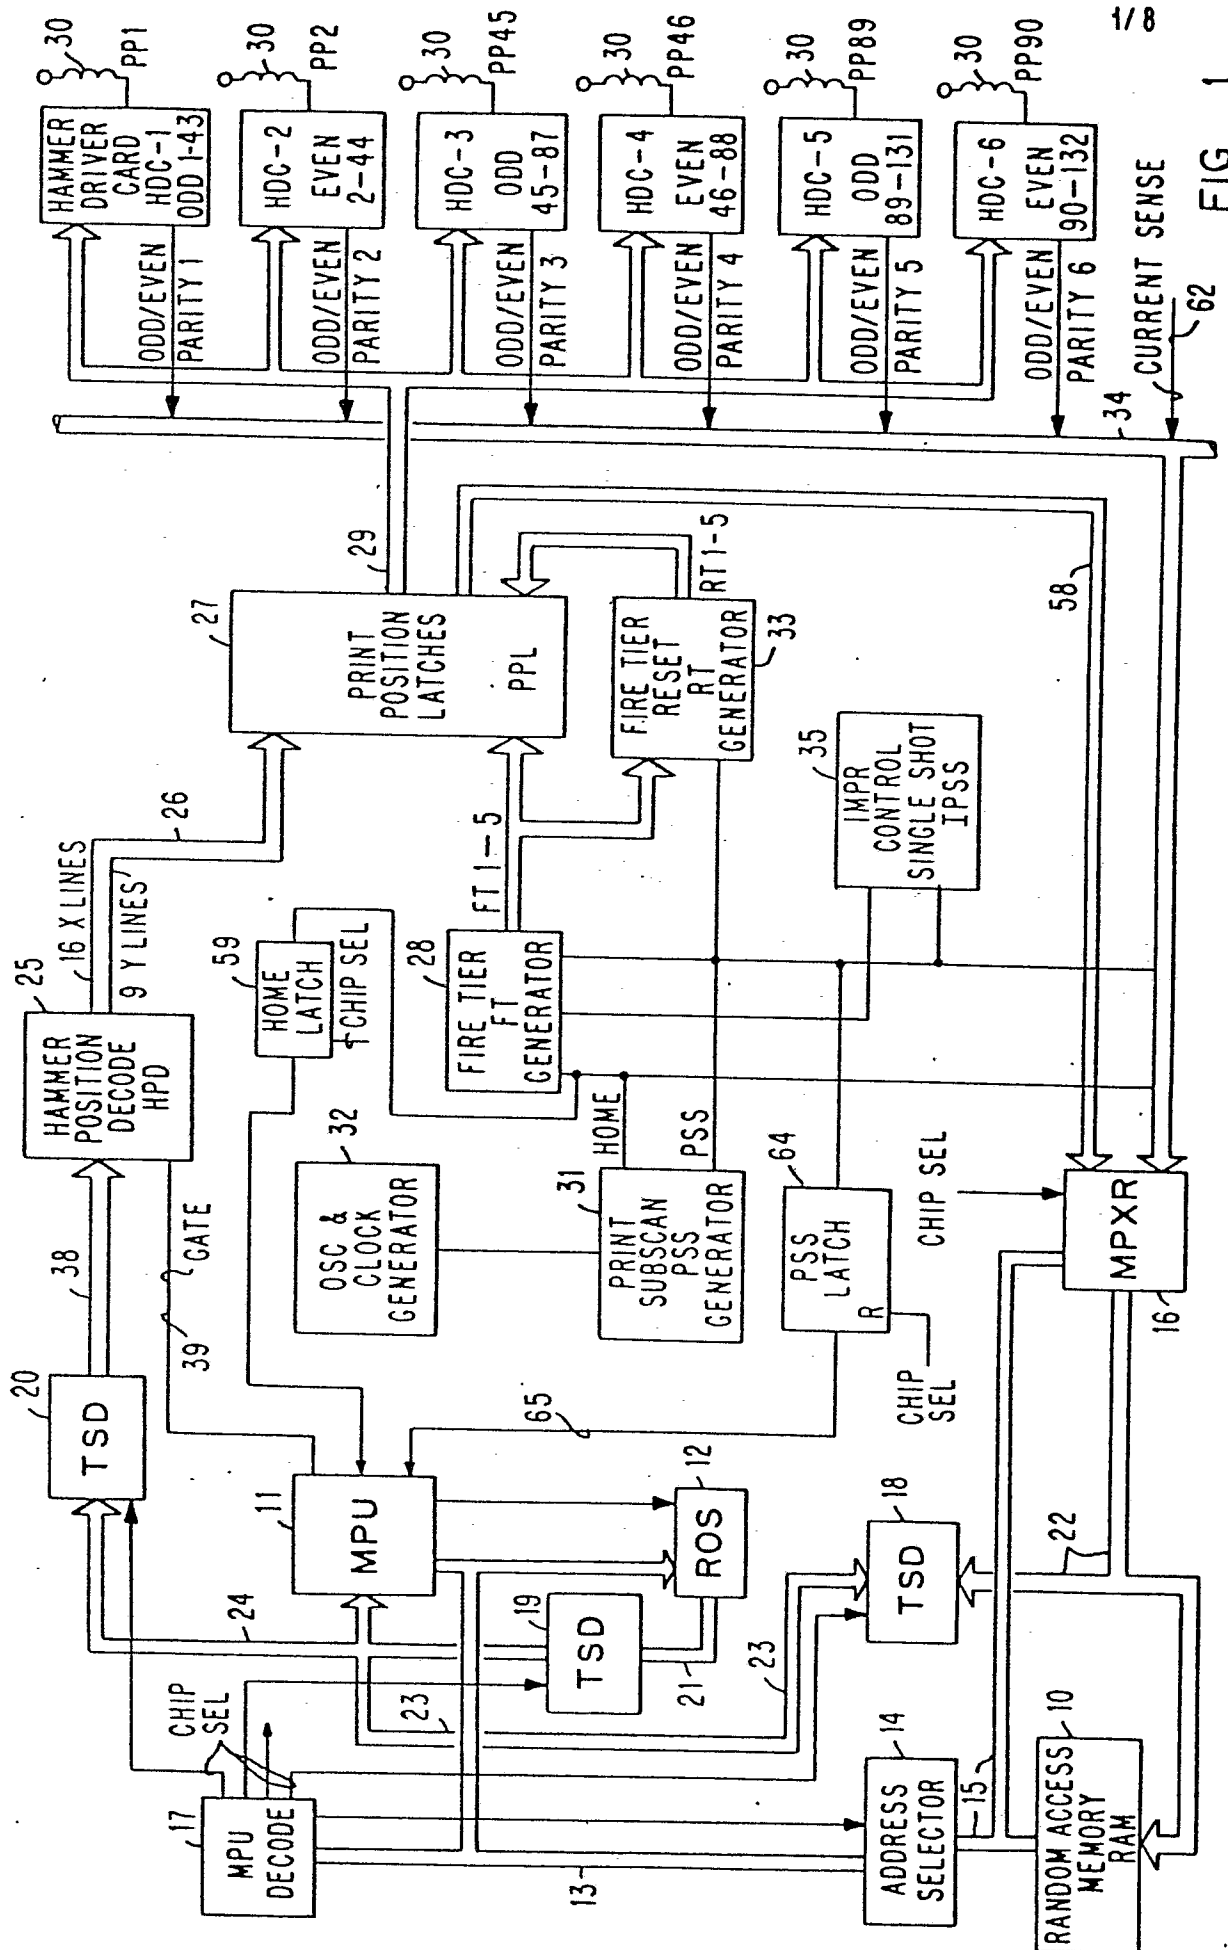 1/8
HAMMER
DRIVER
CARD
HDC-1
ODD 1-43
30
PP1
HDC-2
EVEN
2-44
30
PP2
HDC-3
ODD
45-87
30
PP45
HDC-4
EVEN
46-88
30
PP46
HDC-5
ODD
89-131
30
PP89
HDC-6
EVEN
90-132
30
PP90
ODD/EVEN
PARITY 1
ODD/EVEN
PARITY 2
ODD/EVEN
PARITY 3
ODD/EVEN
PARITY 4
ODD/EVEN
PARITY 5
ODD/EVEN
PARITY 6
CURRENT SENSE
62
34
FIG. 1
29
27
PRINT
POSITION
LATCHES
PPL
RT1-5
FIRE TIER
RESET
RT
GENERATOR
33
58
26
16 X LINES
9 Y LINES
25
HAMMER
POSITION
DECODE
HPD
59
HOME
LATCH
CHIP SEL
FT1-5
28
FIRE TIER
FT
GENERATOR
35
IMPR
CONTROL
SINGLE SHOT
IPSS
38
GATE
39
32
OSC &
CLOCK
GENERATOR
HOME
PSS
31
PRINT
SUBSCAN
PSS
GENERATOR
64
PSS
LATCH
R
CHIP
SEL
CHIP SEL
MPXR
16
20
TSD
65
11
MPU
12
ROS
18
TSD
22
24
19
TSD
21
23
23
CHIP
SEL
17
MPU
DECODE
13
14
ADDRESS
SELECTOR
15
10
RANDOM ACCESS
MEMORY
RAM